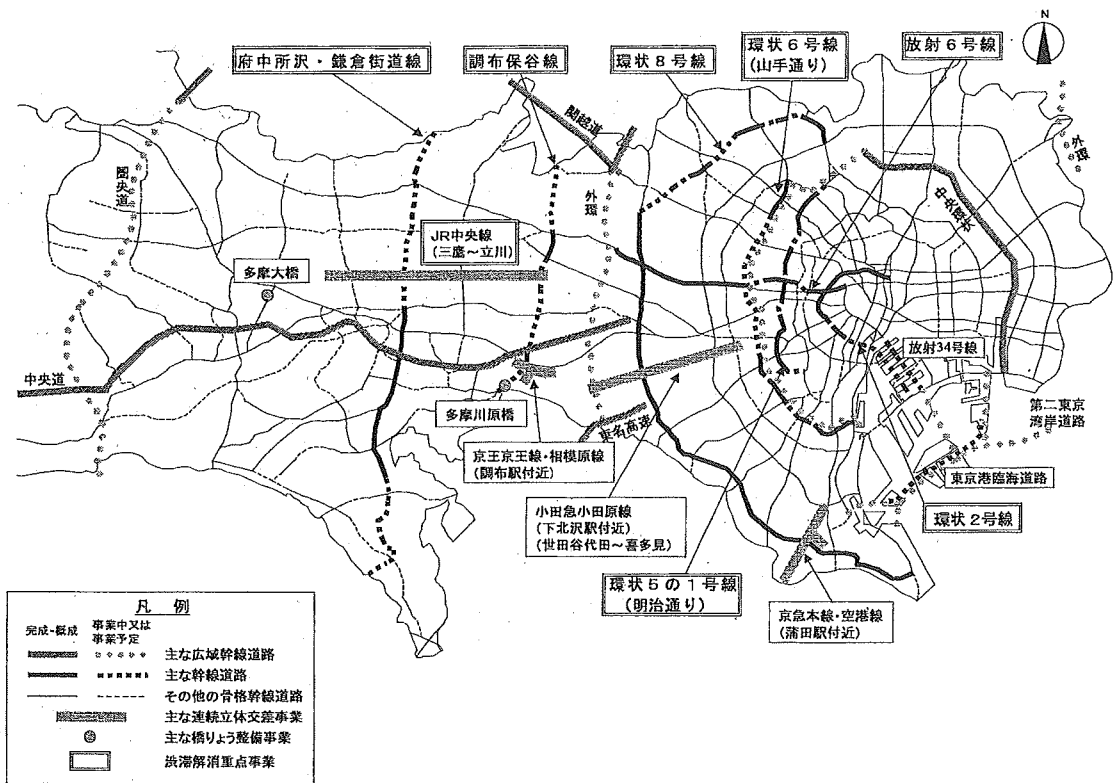 N
府中所沢・鎌倉街道線
調布保谷線
環状8号線
環状6号線
(山手通り)
放射6号線
関越道
外環
圏央道
外環
中央環状
JR中央線
(三鷹～立川)
多摩大橋
放射34号線
中央道
多摩川原橋
東名高速
第二東京
湾岸道路
京王京王線・相模原線
(調布駅付近)
東京港臨海道路
小田急小田原線
(下北沢駅付近)
(世田谷代田～喜多見)
環状2号線
環状5の1号線
(明治通り)
京急本線・空港線
(蒲田駅付近)
凡例
完成・概成
事業中又は
事業予定
主な広域幹線道路
主な幹線道路
その他の骨格幹線道路
主な連続立体交差事業
主な橋りょう整備事業
渋滞解消重点事業